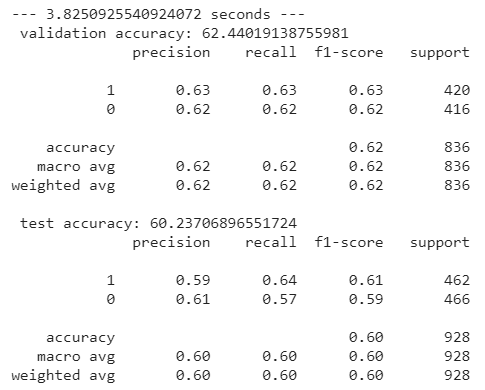 --- 3.8250925540924072 seconds ---
validation accuracy: 62.44019138755981
precision recall f1-score support
1 0.63 0.63 0.63 420
0 0.62 0.62 0.62 416
accuracy 0.62 836
macro avg 0.62 0.62 0.62 836
weighted avg 0.62 0.62 0.62 836
test accuracy: 60.23706896551724
precision recall f1-score support
1 0.59 0.64 0.61 462
0 0.61 0.57 0.59 466
accuracy 0.60 928
macro avg 0.60 0.60 0.60 928
weighted avg 0.60 0.60 0.60 928